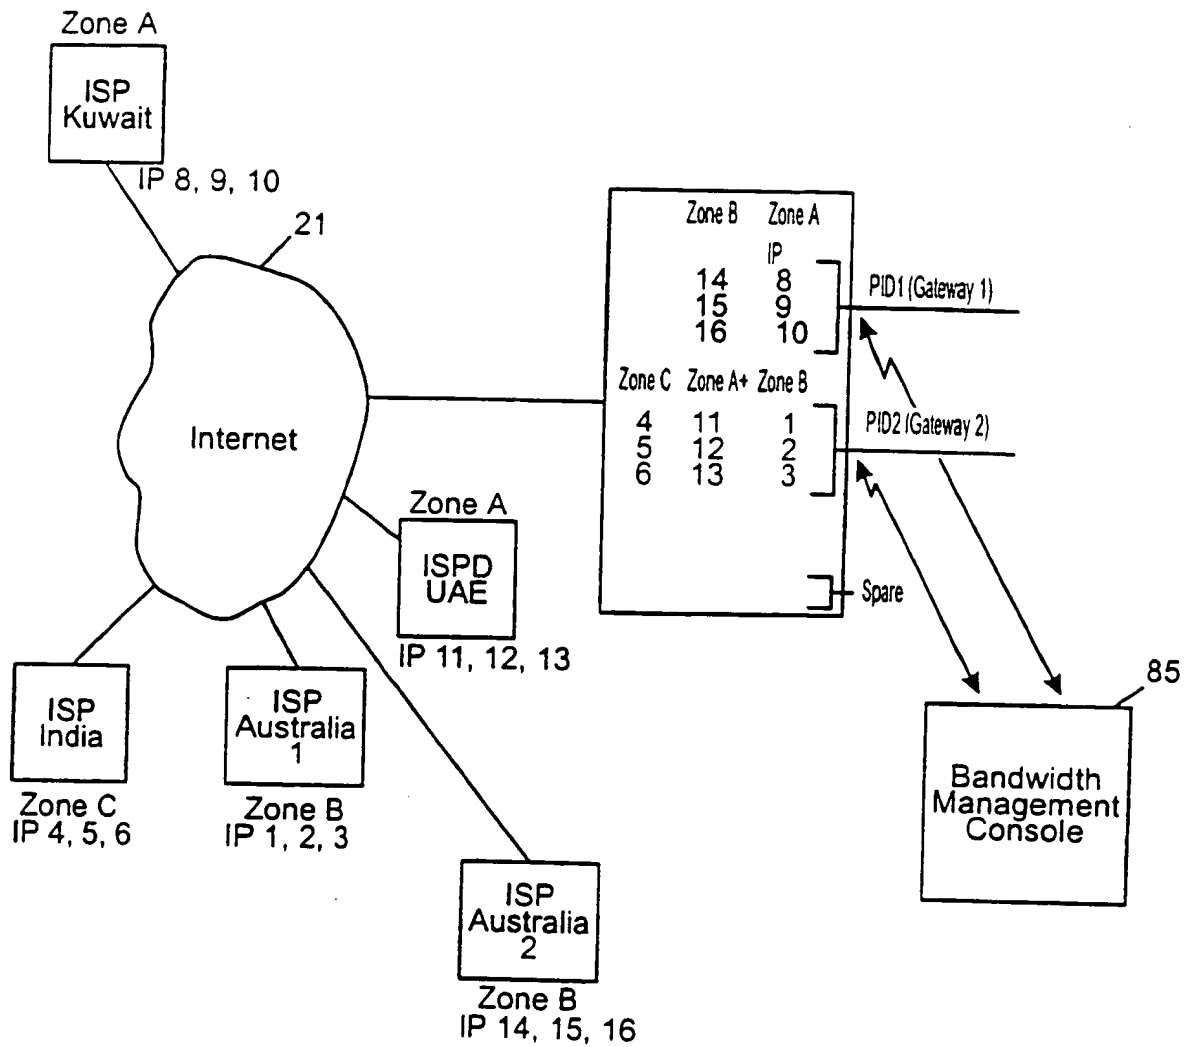 Zone A
ISP
Kuwait
IP 8, 9, 10
21
Internet
Zone B Zone A
IP
14 8
15 9
16 10
PID1 (Gateway 1)
Zone C Zone A+ Zone B
4 11 1
5 12 2
6 13 3
PID2 (Gateway 2)
Spare
Zone A
ISPD
UAE
IP 11, 12, 13
ISP
India
Zone C
IP 4, 5, 6
ISP
Australia
1
Zone B
IP 1, 2, 3
ISP
Australia
2
Zone B
IP 14, 15, 16
85
Bandwidth
Management
Console